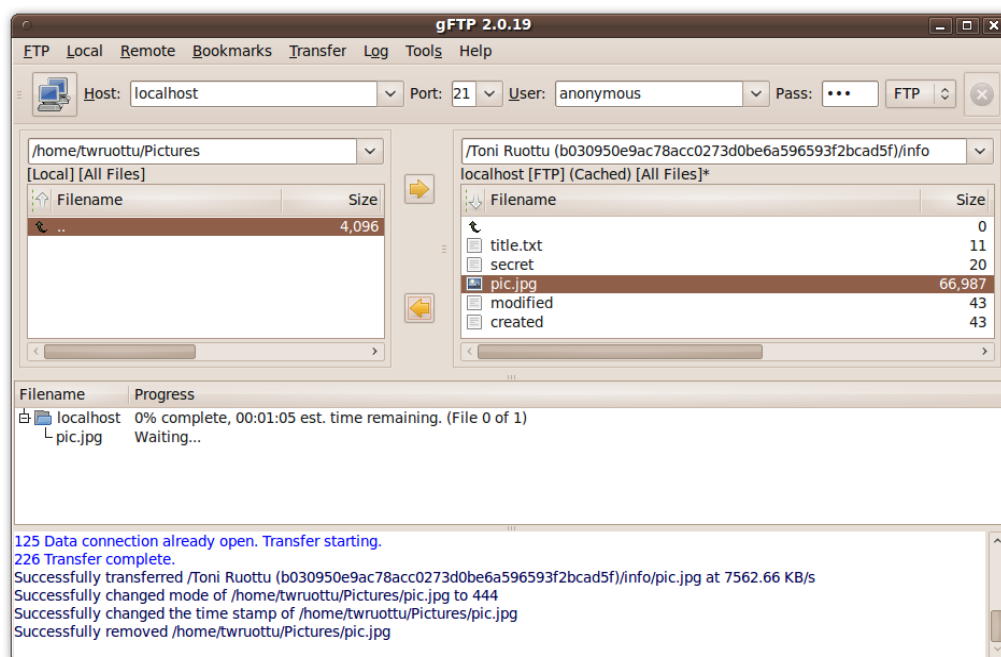 gFTP 2.0.19
FTP Local Remote Bookmarks Transfer Log Tools Help
Host: localhost Port: 21 User: anonymous Pass: ••• FTP
/home/twruottu/Pictures
[Local] [All Files]
Filename Size
.. 4,096
/Toni Ruottu (b030950e9ac78acc0273d0be6a596593f2bcad5f)/info
localhost [FTP] (Cached) [All Files]*
Filename Size
0
title.txt 11
secret 20
pic.jpg 66,987
modified 43
created 43
Filename Progress
localhost 0% complete, 00:01:05 est. time remaining. (File 0 of 1)
pic.jpg Waiting...
125 Data connection already open. Transfer starting.
226 Transfer complete.
Successfully transferred /Toni Ruottu (b030950e9ac78acc0273d0be6a596593f2bcad5f)/info/pic.jpg at 7562.66 KB/s
Successfully changed mode of /home/twruottu/Pictures/pic.jpg to 444
Successfully changed the time stamp of /home/twruottu/Pictures/pic.jpg
Successfully removed /home/twruottu/Pictures/pic.jpg